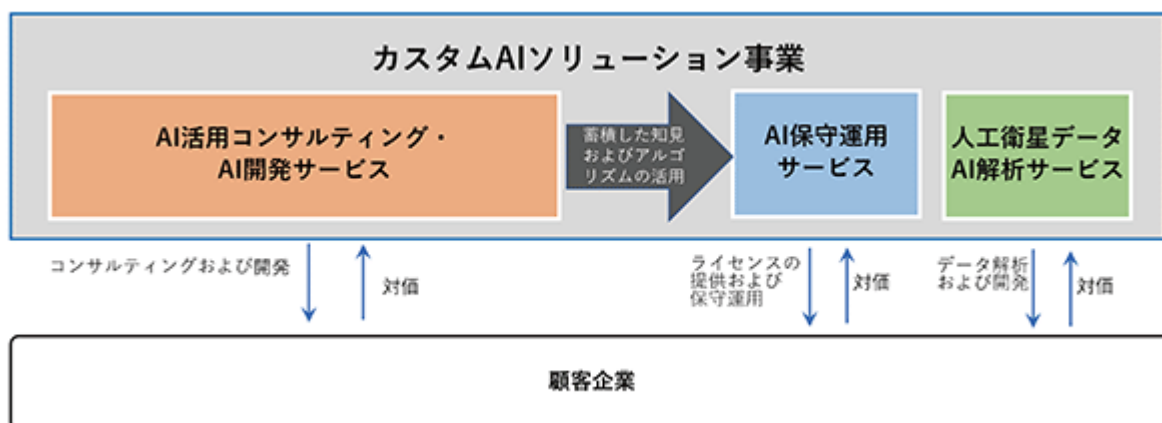 カスタムAIソリューション事業
AI活用コンサルティング・
AI開発サービス
蓄積した知見
およびアルゴ
リズムの活用
AI保守運用
サービス
人工衛星データ
AI解析サービス
コンサルティングおよび開発
対価
ライセンスの
提供および
保守運用
対価
データ解析
および開発
対価
顧客企業